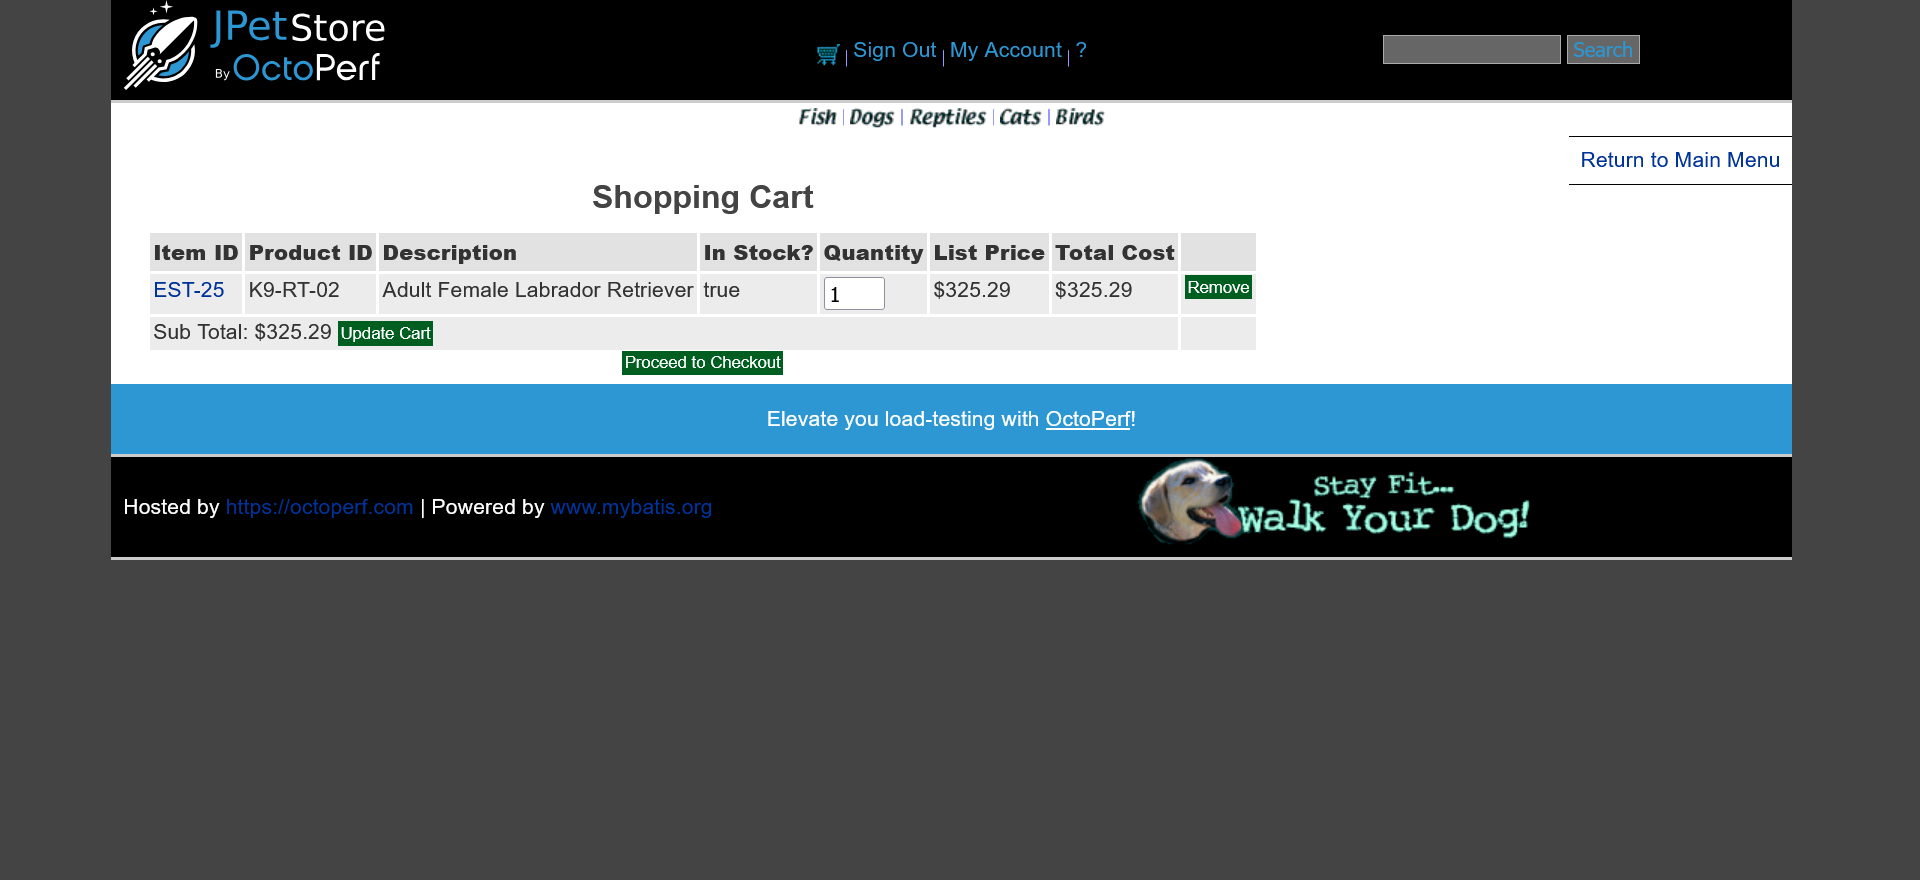 JPetStore
By OctoPerf
Sign Out My Account ?
Search
Fish Dogs Reptiles Cats Birds
Return to Main Menu
Shopping Cart
Item ID Product ID Description In Stock? Quantity List Price Total Cost
EST-25 K9-RT-02 Adult Female Labrador Retriever true 1 $325.29 $325.29 Remove
Sub Total: $325.29 Update Cart
Proceed to Checkout
Elevate you load-testing with OctoPerf!
Stay Fit...
Hosted by https://octoperf.com | Powered by www.mybatis.org
Walk Your Dog!